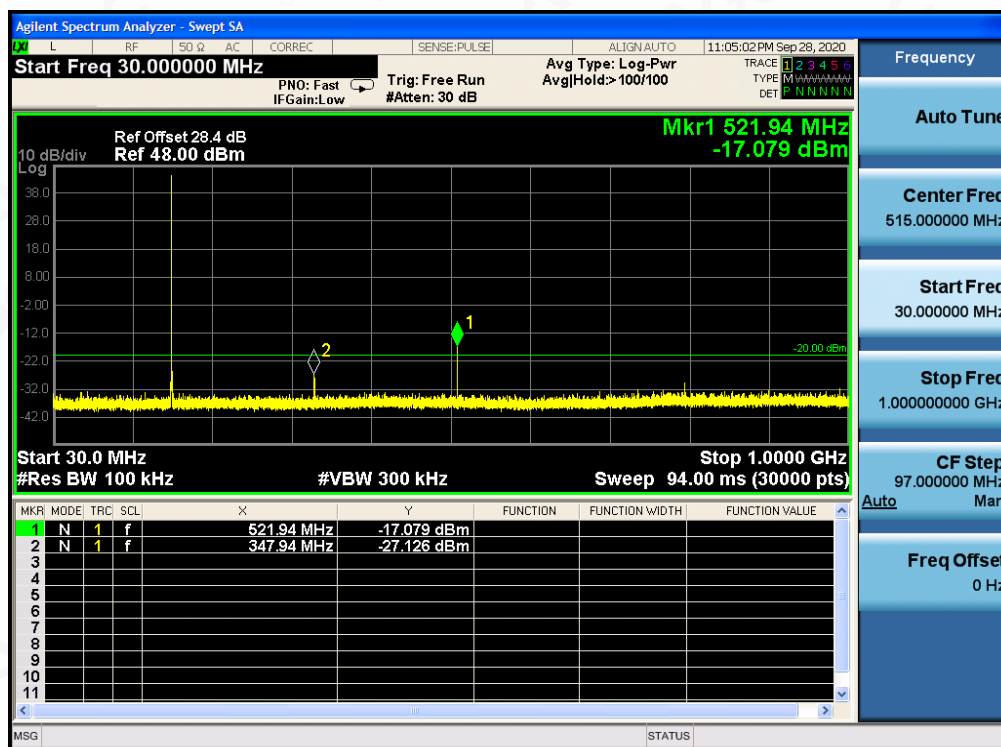 Agilent Spectrum Analyzer - Swept SA
LXI L RF 50 Ω AC CORREC SENSE:PULSE ALIGN AUTO 11:05:02 PM Sep 28, 2020
Start Freq 30.000000 MHz
PNO: Fast
IFGain:Low
Trig: Free Run
#Atten: 30 dB
Avg Type: Log-Pwr
Avg|Hold:>100/100
TRACE 1 2 3 4 5 6
TYPE M
DET P N N N N N
Ref Offset 28.4 dB
10 dB/div Ref 48.00 dBm
Log
Mkr1 521.94 MHz
-17.079 dBm
38.0
28.0
18.0
8.00
-2.00
-12.0
-22.0
-32.0
-42.0
1
2
-20.00 dBm
Start 30.0 MHz Stop 1.0000 GHz
#Res BW 100 kHz #VBW 300 kHz Sweep 94.00 ms (30000 pts)
MKR MODE TRC SCL X Y FUNCTION FUNCTION WIDTH FUNCTION VALUE
1 N 1 f 521.94 MHz -17.079 dBm
2 N 1 f 347.94 MHz -27.126 dBm
3
4
5
6
7
8
9
10
11
MSG STATUS
Frequency
Auto Tune
Center Freq
515.000000 MHz
Start Freq
30.000000 MHz
Stop Freq
1.000000000 GHz
CF Step
97.000000 MHz
Auto Man
Freq Offset
0 Hz